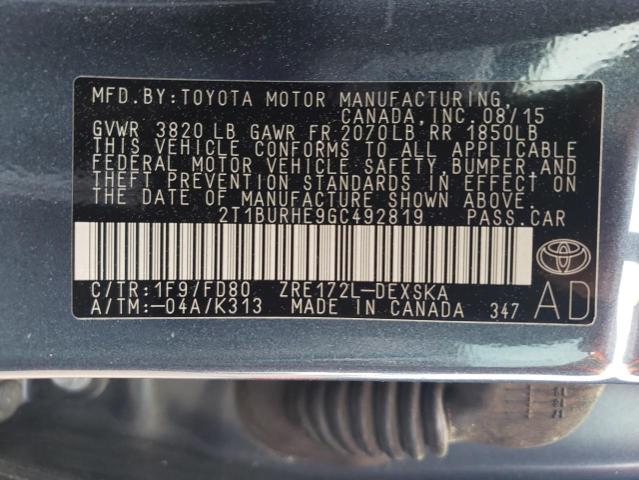 MFD.BY:TOYOTA MOTOR MANUFACTURING,
CANADA, INC. 08/15
GVWR 3820 LB GAWR FR 2070LB RR 1850LB
THIS VEHICLE CONFORMS TO ALL APPLICABLE
FEDERAL MOTOR VEHICLE SAFETY, BUMPER, AND
THEFT PREVENTION STANDARDS IN EFFECT ON
THE DATE OF MANUFACTURE SHOWN ABOVE.
2T1BURHE9GC492819 PASS.CAR
C/TR:1F9/FD80 ZRE172L-DEXSKA
A/TM:-04A/K313 MADE IN CANADA 347
AD